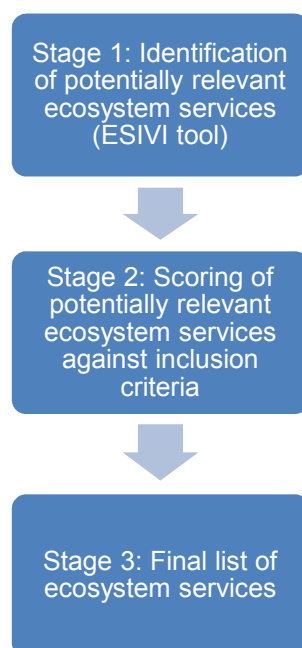 Stage 1: Identification
of potentially relevant
ecosystem services
(ESIVI tool)
Stage 2: Scoring of
potentially relevant
ecosystem services
against inclusion
criteria
Stage 3: Final list of
ecosystem services